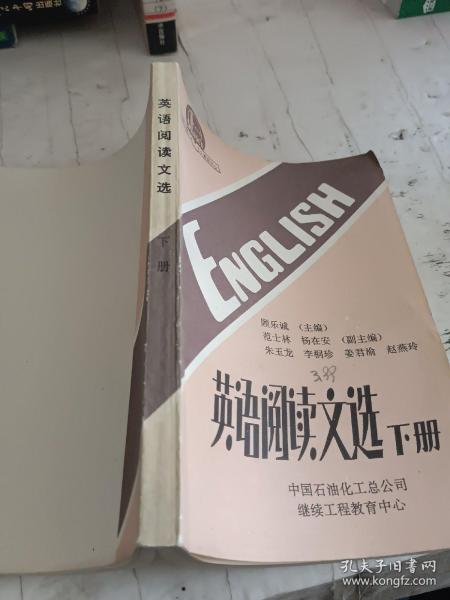 英语阅读文选
下册
ENGLISH
顾乐诚 (主编)
范士林 杨在安 (副主编)
朱玉龙 李桐珍 姜君榆 赵燕玲
3.99
英语阅读文选 下册
中国石油化工总公司
继续工程教育中心
孔夫子旧书网
www.kongfz.com